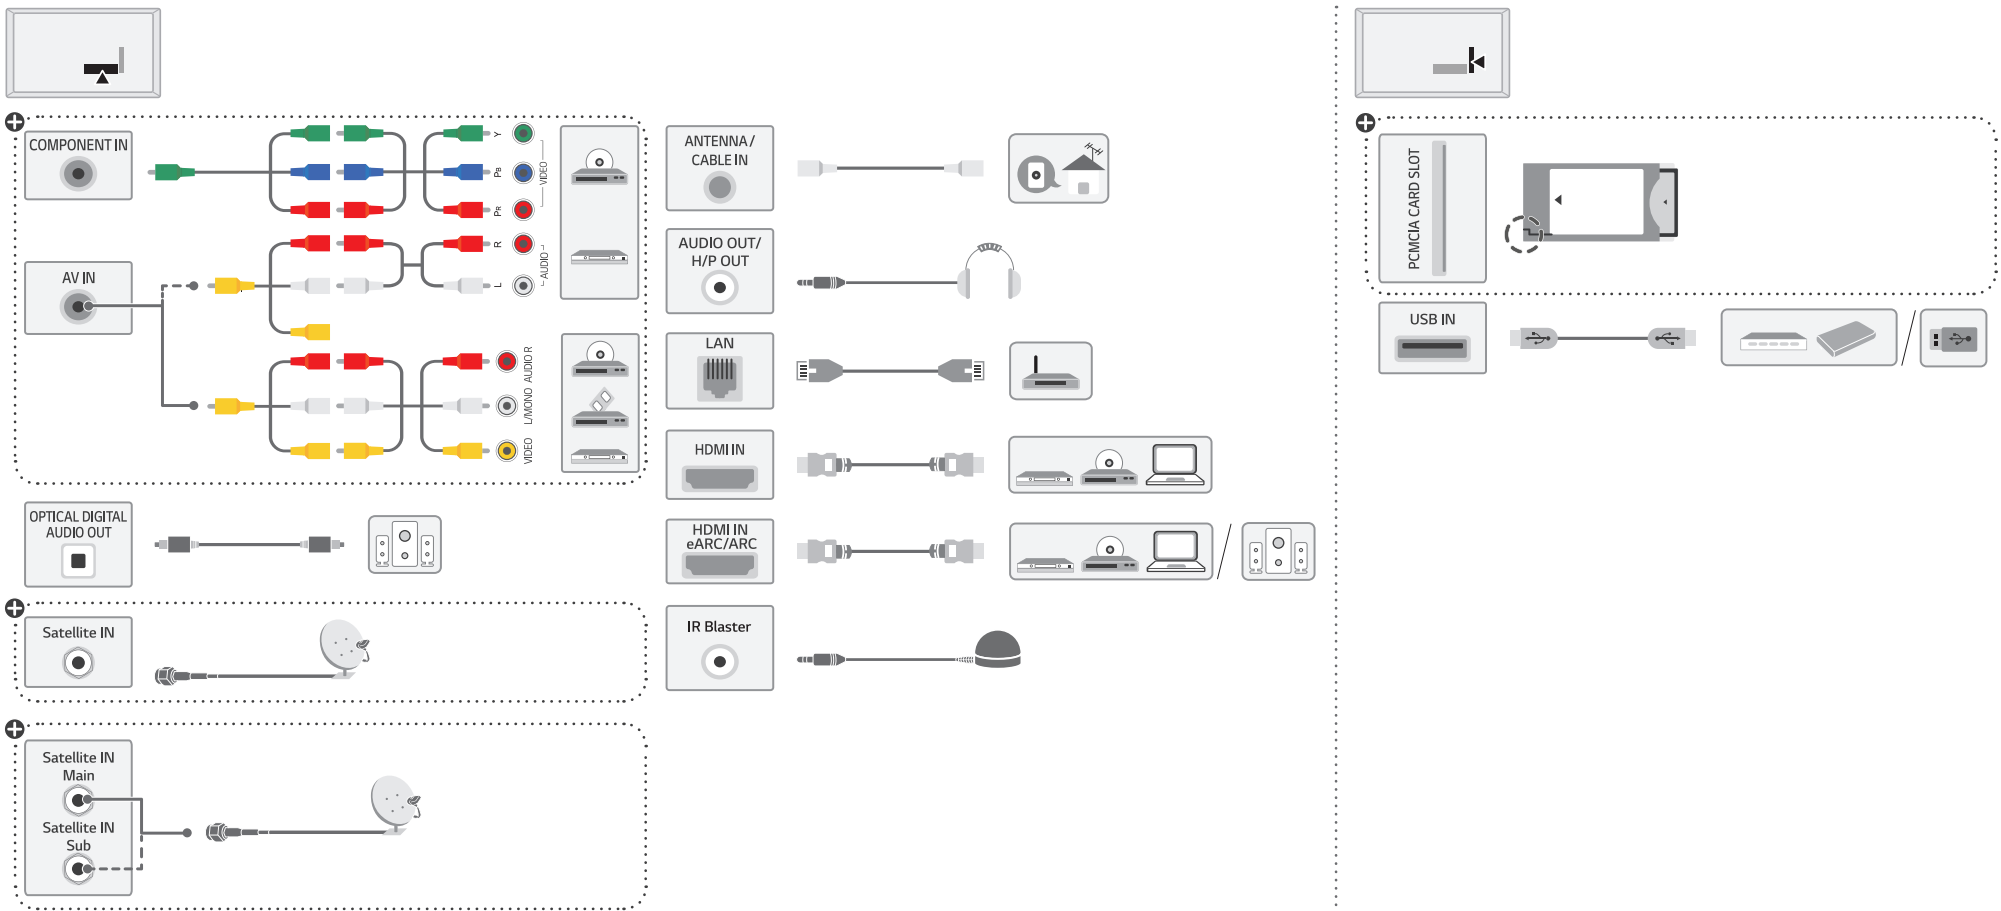 COMPONENT IN
Y
PB
PR
VIDEO
R
L
AUDIO
AV IN
AUDIO R
L/MONO
VIDEO
OPTICAL DIGITAL
AUDIO OUT
Satellite IN
Satellite IN
Main
Satellite IN
Sub
ANTENNA /
CABLE IN
AUDIO OUT/
H/P OUT
LAN
HDMI IN
HDMI IN
eARC/ARC
IR Blaster
PCMCIA CARD SLOT
USB IN